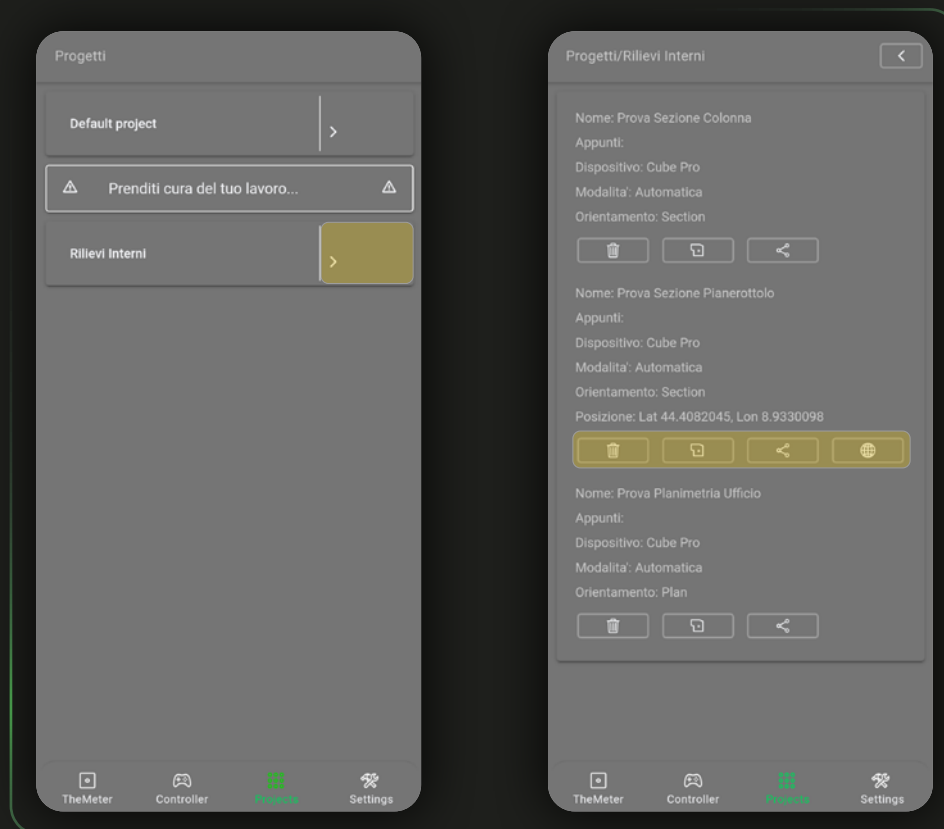 Progetti
Default project
Prenditi cura del tuo lavoro...
Rilievi Interni
TheMeter
Controller
Projects
Settings
Progetti/Rilievi Interni
Nome: Prova Sezione Colonna
Appunti:
Dispositivo: Cube Pro
Modalita': Automatica
Orientamento: Section
Nome: Prova Sezione Pianerottolo
Appunti:
Dispositivo: Cube Pro
Modalita': Automatica
Orientamento: Section
Posizione: Lat 44.4082045, Lon 8.9330098
Nome: Prova Planimetria Ufficio
Appunti:
Dispositivo: Cube Pro
Modalita': Automatica
Orientamento: Plan
TheMeter
Controller
Projects
Settings